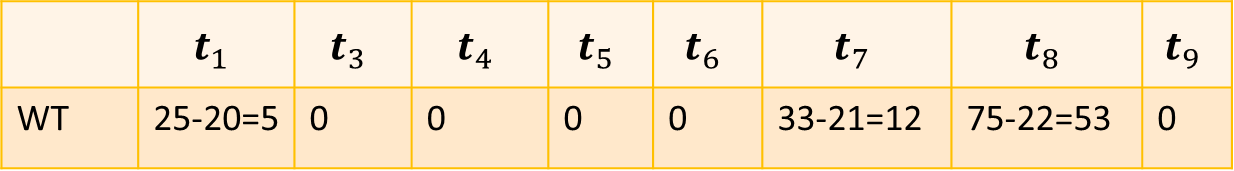 t₁ t₃ t₄ t₅ t₆ t₇ t₈ t₉
WT 25-20=5 0 0 0 0 33-21=12 75-22=53 0